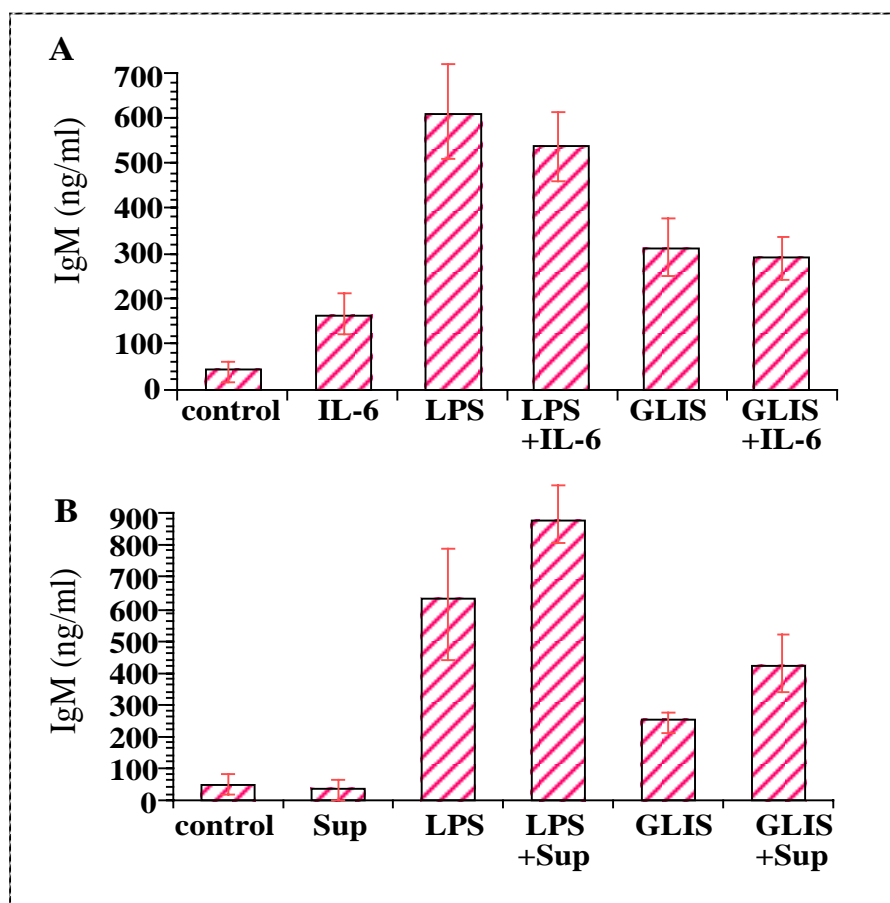 A
700
600
500
400
300
200
100
0
IgM (ng/ml)
control IL-6 LPS LPS GLIS GLIS
+IL-6 +IL-6
B
900
800
700
600
500
400
300
200
100
0
IgM (ng/ml)
control Sup LPS LPS GLIS GLIS
+Sup +Sup